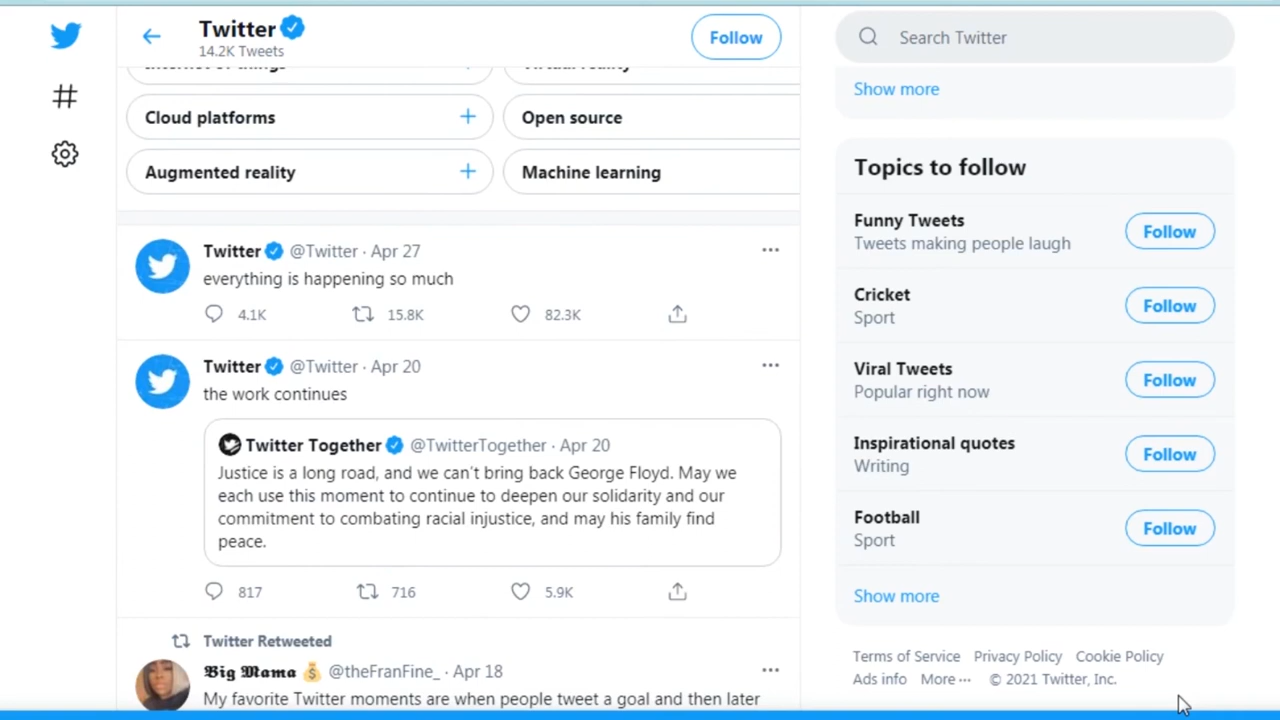 Twitter
14.2K Tweets
Follow
Search Twitter
Internet of things
Virtual reality
Show more
Cloud platforms +
Open source
Augmented reality +
Machine learning
Twitter @Twitter · Apr 27
everything is happening so much
4.1K 15.8K 82.3K
Twitter @Twitter · Apr 20
the work continues
Twitter Together @TwitterTogether · Apr 20
Justice is a long road, and we can't bring back George Floyd. May we
each use this moment to continue to deepen our solidarity and our
commitment to combating racial injustice, and may his family find
peace.
817 716 5.9K
Twitter Retweeted
𝕭𝖎𝖌 𝕸𝖆𝖒𝖆 💰 @theFranFine_ · Apr 18
My favorite Twitter moments are when people tweet a goal and then later
Topics to follow
Funny Tweets
Tweets making people laugh
Follow
Cricket
Sport
Follow
Viral Tweets
Popular right now
Follow
Inspirational quotes
Writing
Follow
Football
Sport
Follow
Show more
Terms of Service Privacy Policy Cookie Policy
Ads info More ··· © 2021 Twitter, Inc.